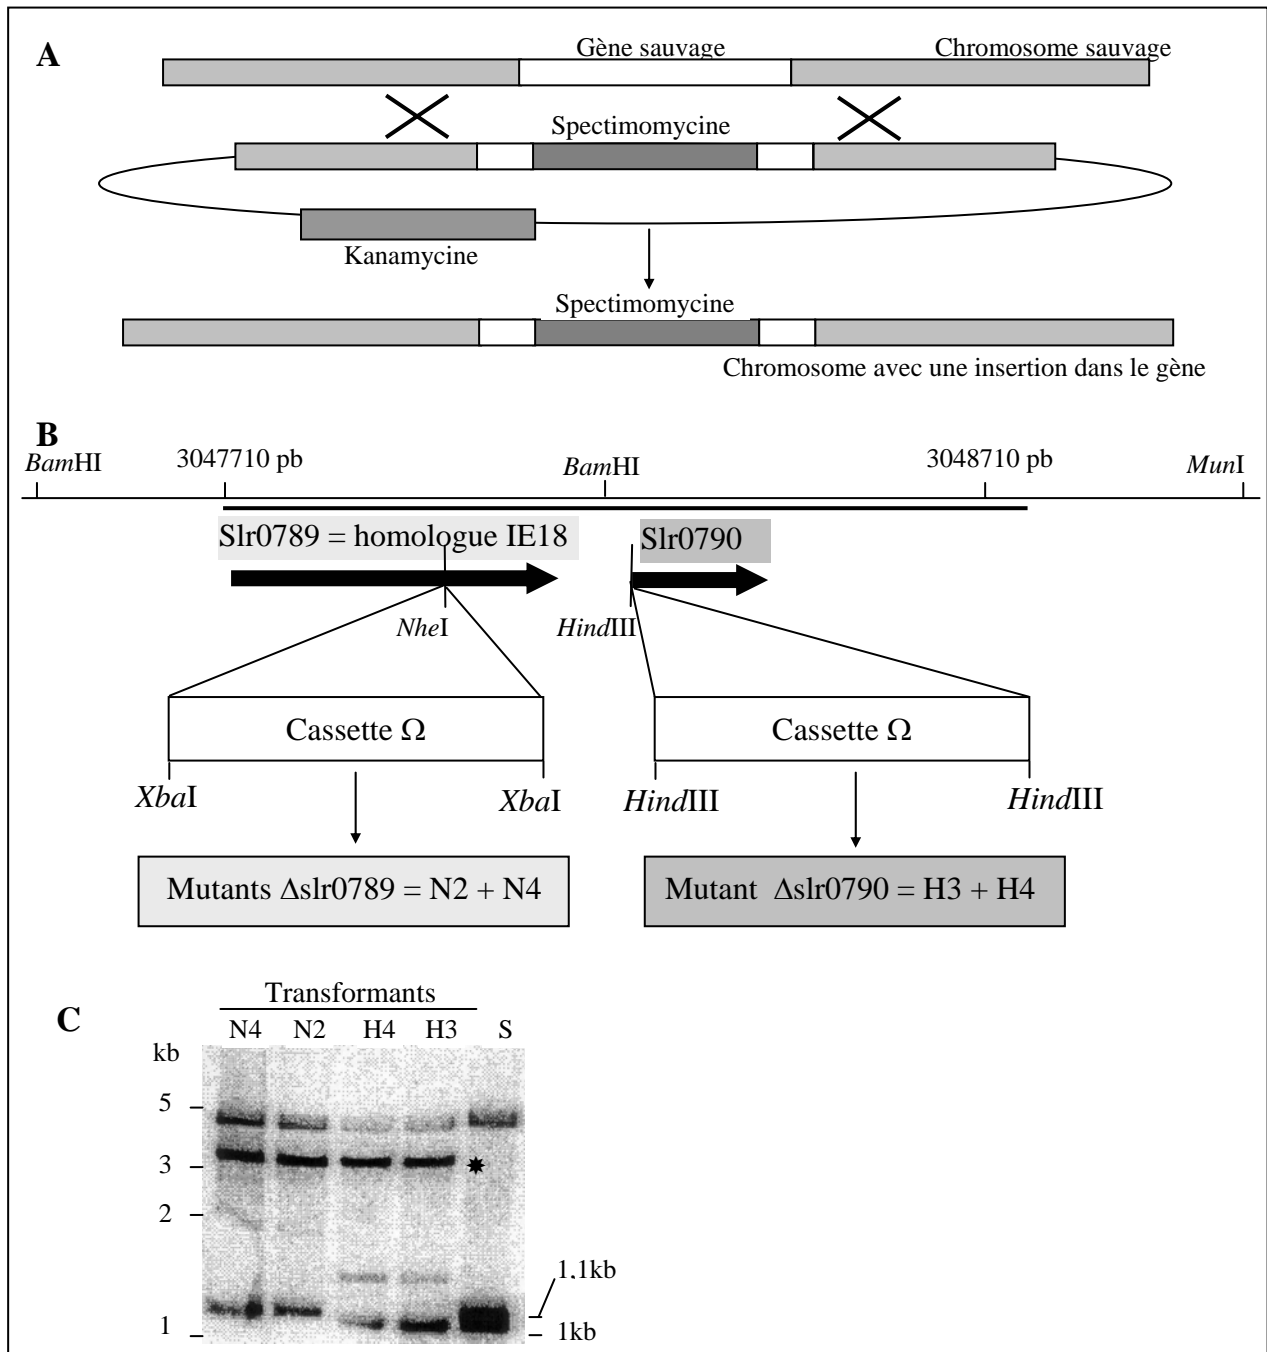 A
Gène sauvage
Chromosome sauvage
Spectimomycine
Kanamycine
Spectimomycine
Chromosome avec une insertion dans le gène
B
BamHI
3047710 pb
BamHI
3048710 pb
MunI
Slr0789 = homologue IE18
Slr0790
NheI
HindIII
Cassette Ω
Cassette Ω
XbaI
XbaI
HindIII
HindIII
Mutants Δslr0789 = N2 + N4
Mutant Δslr0790 = H3 + H4
C
Transformants
N4 N2 H4 H3 S
kb
5
3
2
1
1,1kb
1kb